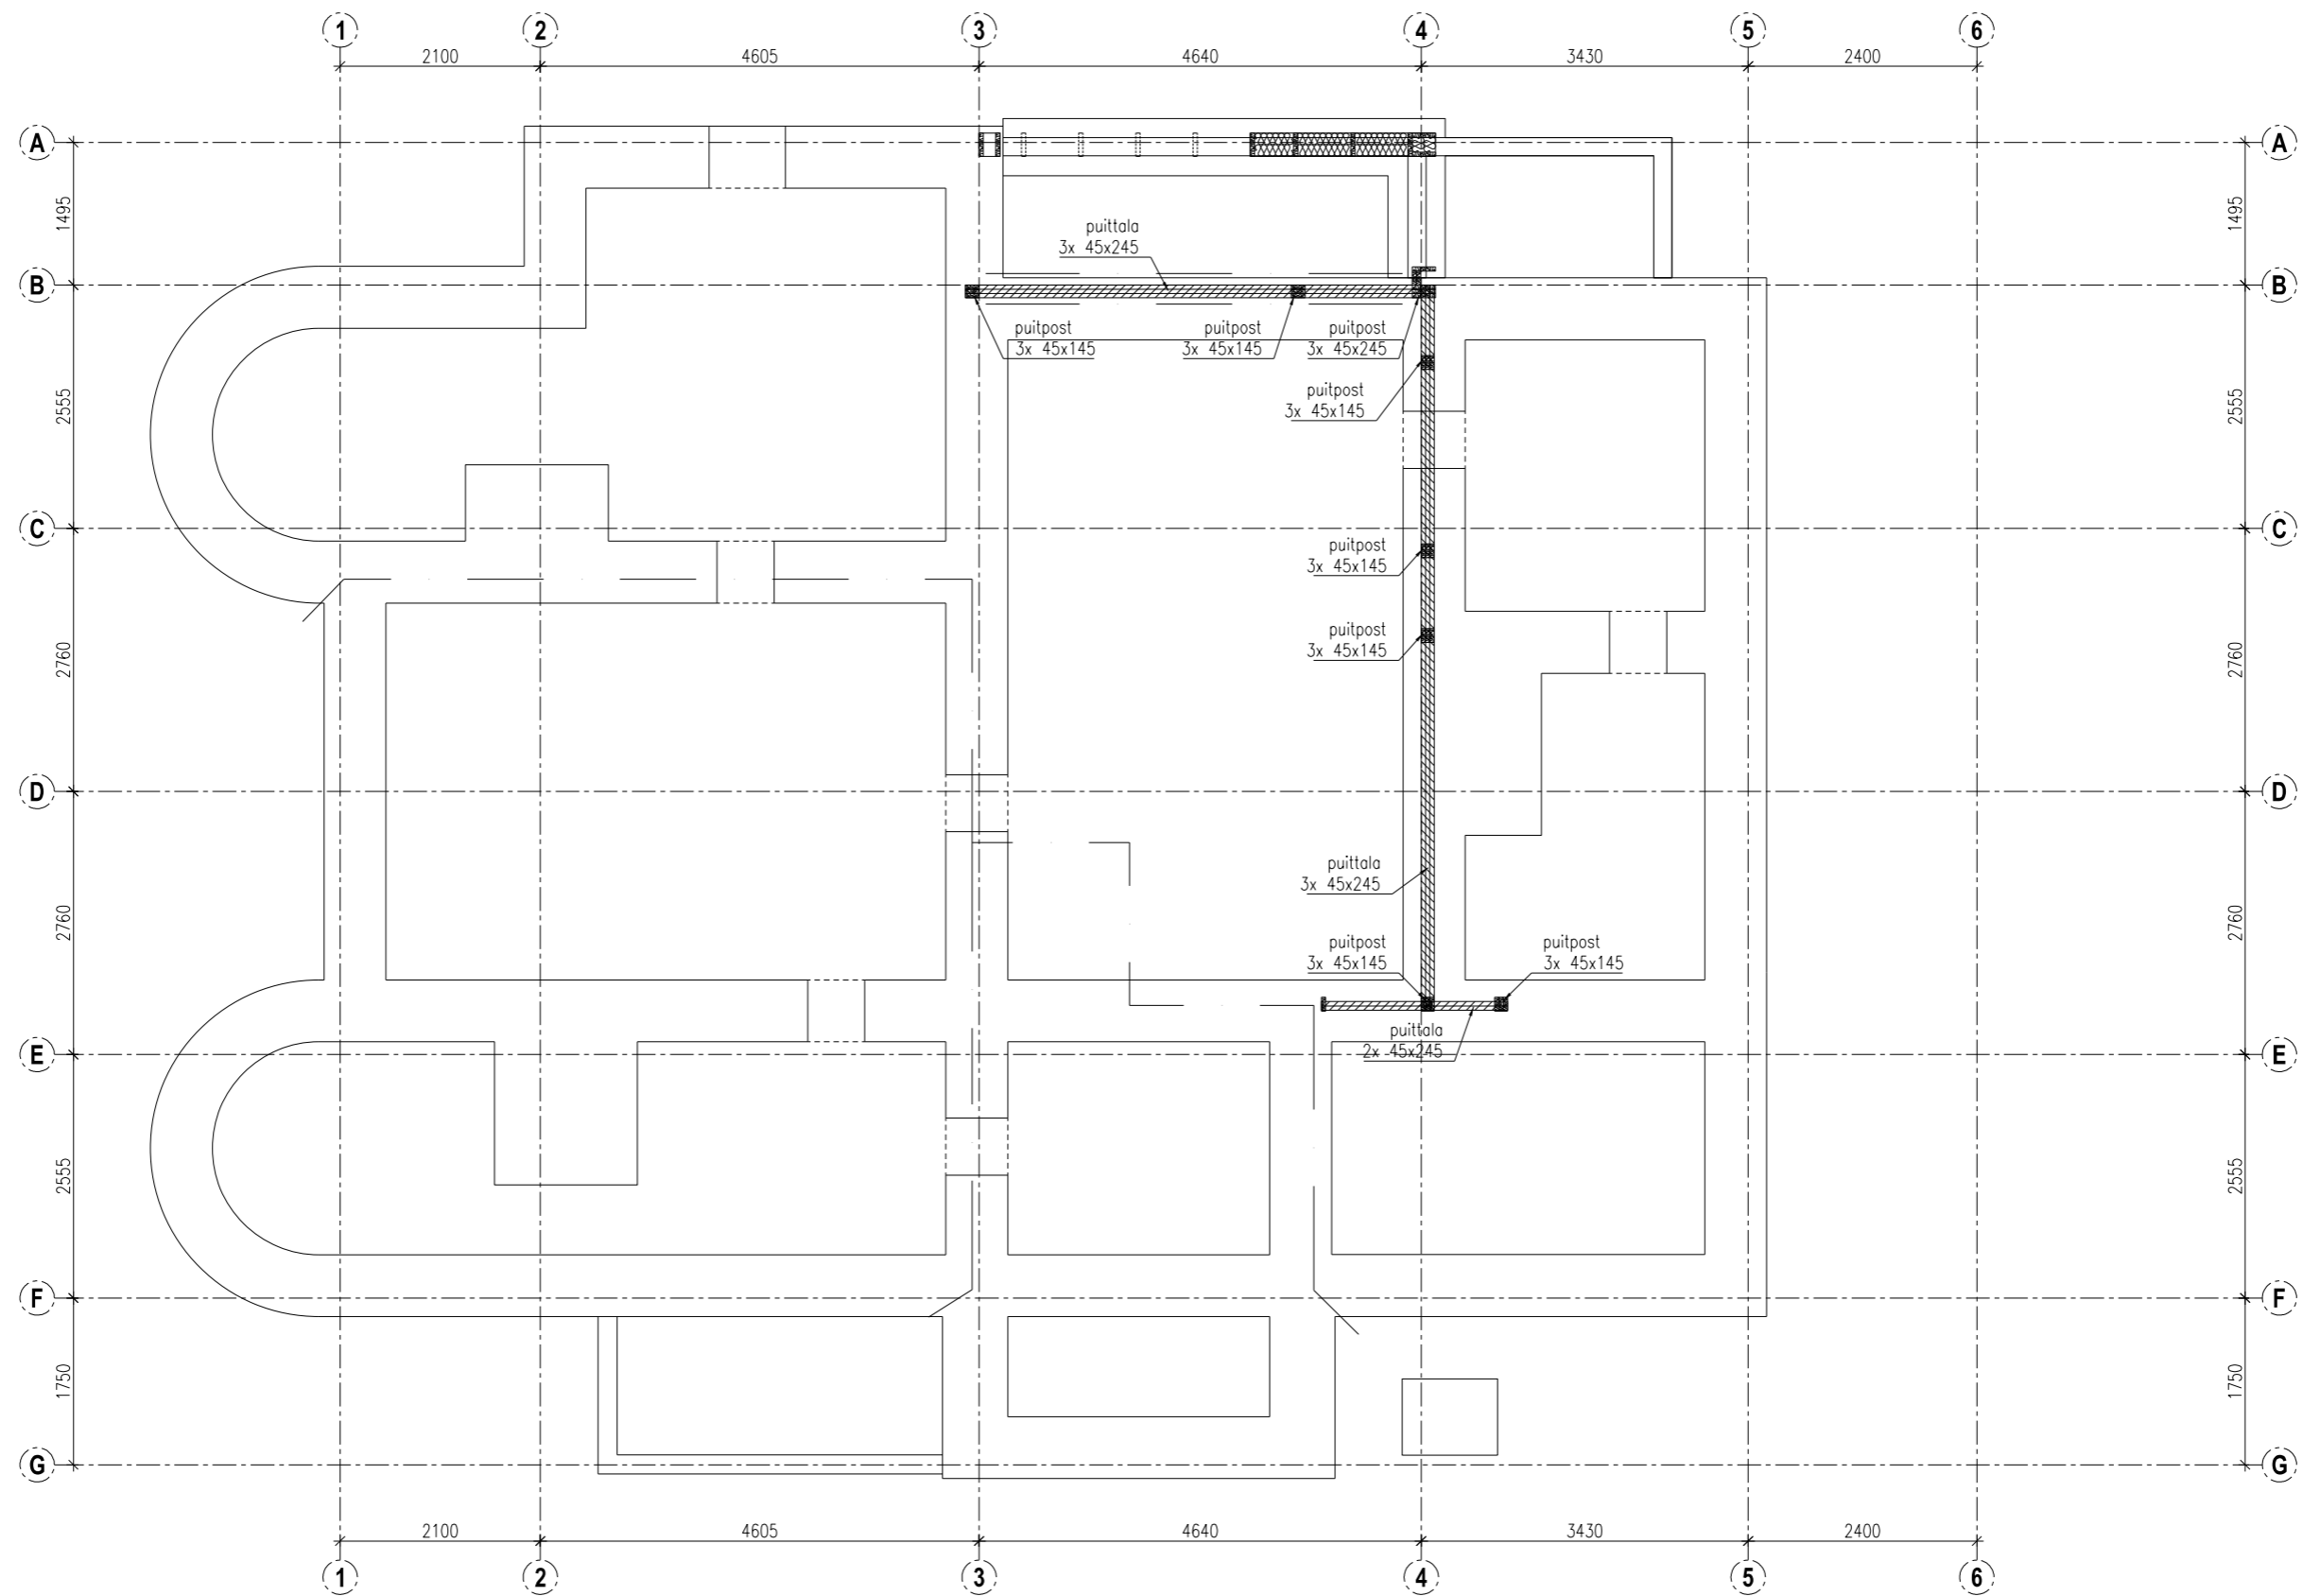 1 2 3 4 5 6
2100 4605 4640 3430 2400
A A
1495 1495
puittala
3x 45x245
B B
puitpost puitpost puitpost
3x 45x145 3x 45x145 3x 45x245
puitpost
3x 45x145
2555 2555
C C
puitpost
3x 45x145
puitpost
3x 45x145
2760 2760
D D
puittala
3x 45x245
2760 2760
puitpost puitpost
3x 45x145 3x 45x145
puittala
2x 45x245
E E
2555 2555
F F
1750 1750
G G
2100 4605 4640 3430 2400
1 2 3 4 5 6